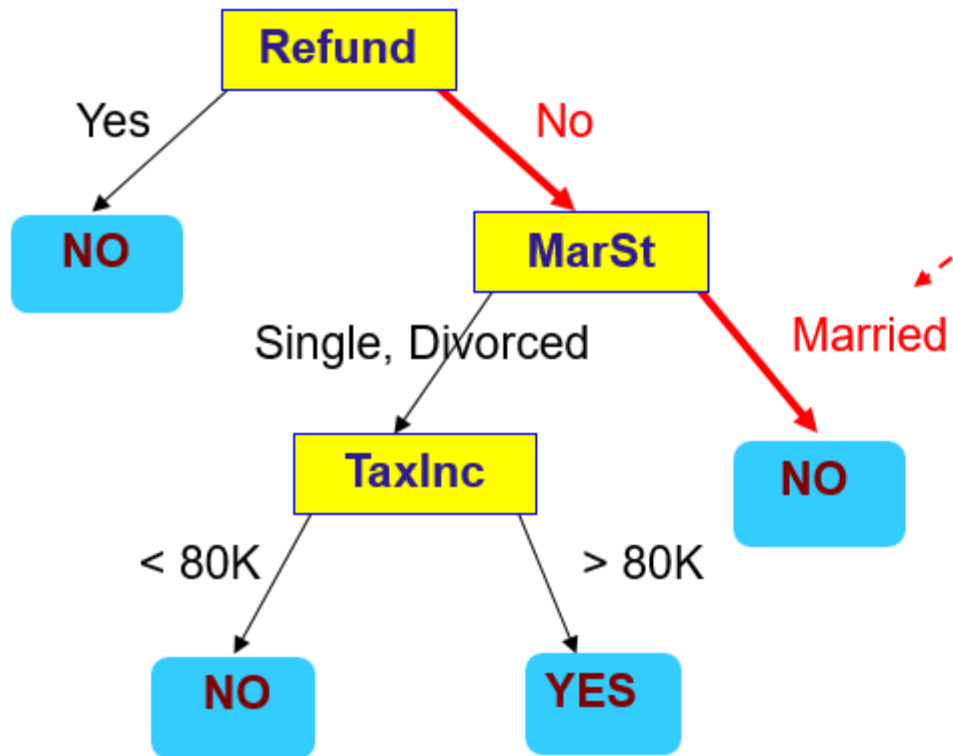 Refund
Yes
No
NO
MarSt
Single, Divorced
Married
TaxInc
NO
< 80K
> 80K
NO
YES